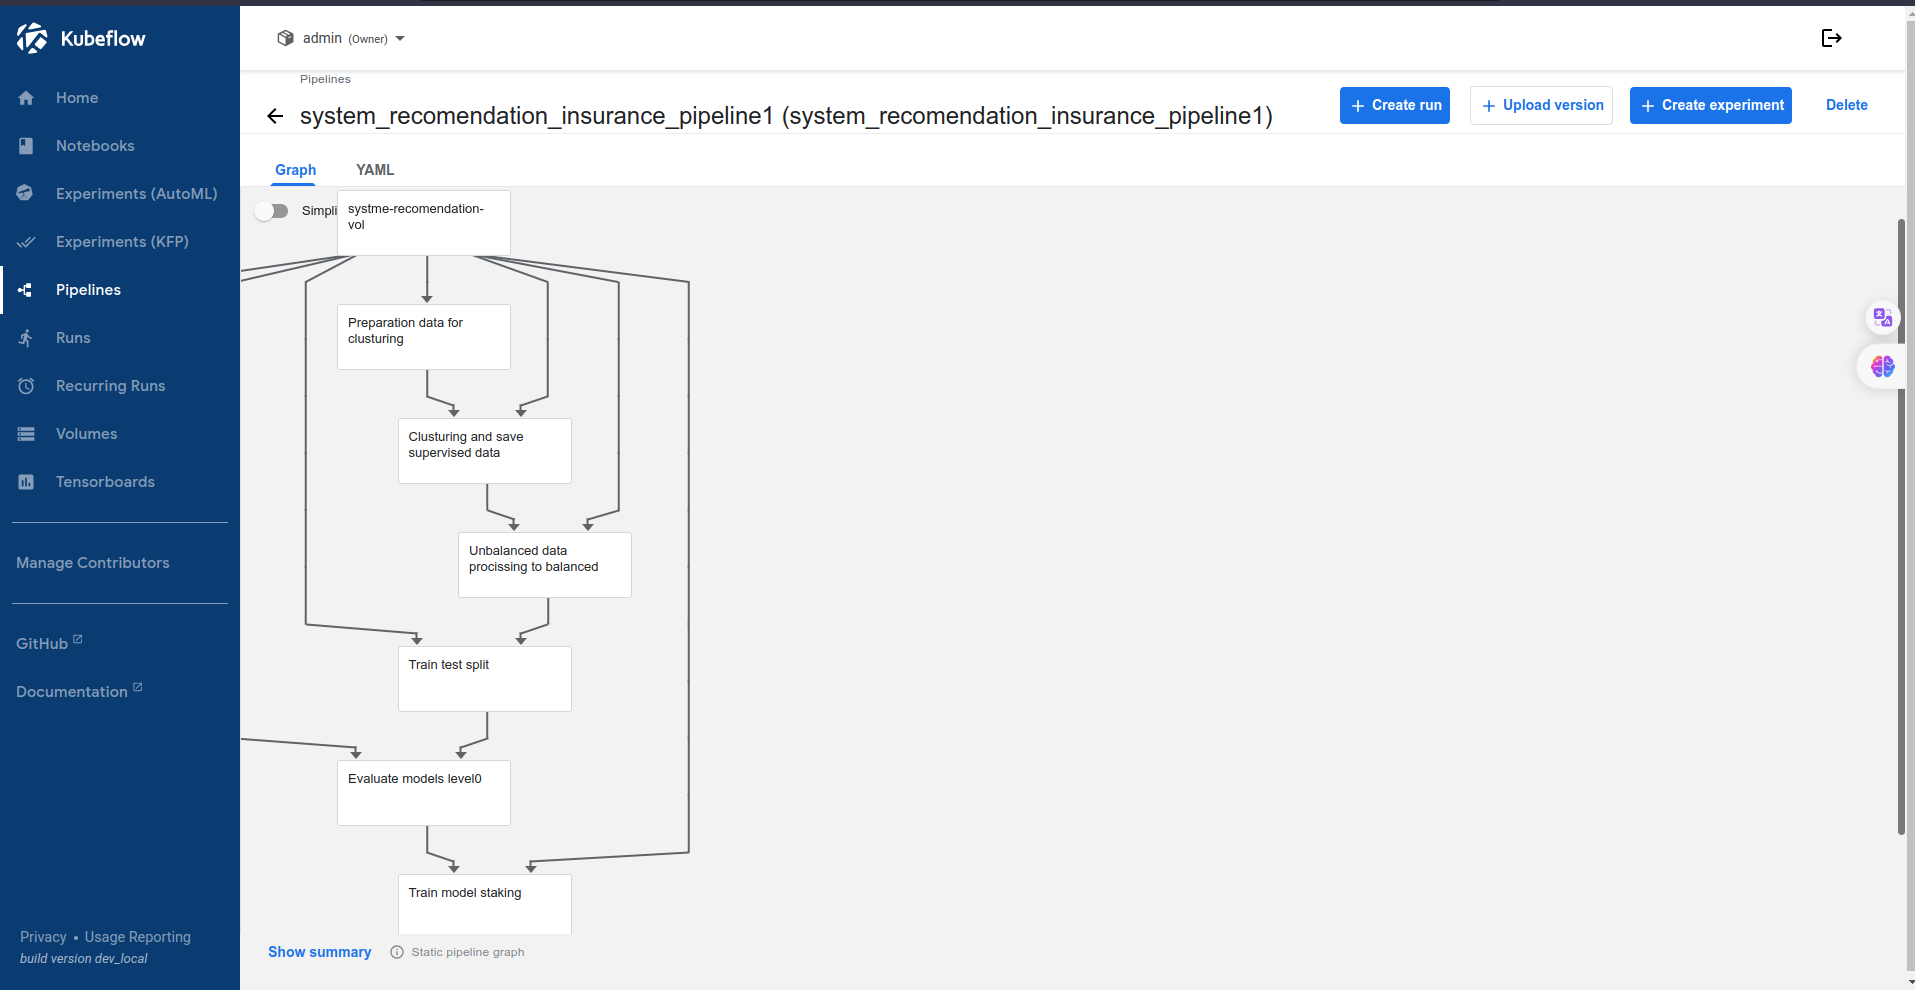 Kubeflow
Home
Notebooks
Experiments (AutoML)
Experiments (KFP)
Pipelines
Runs
Recurring Runs
Volumes
Tensorboards
Manage Contributors
GitHub
Documentation
Privacy • Usage Reporting
build version dev_local
admin (Owner)
Pipelines
system_recomendation_insurance_pipeline1 (system_recomendation_insurance_pipeline1)
+ Create run
+ Upload version
+ Create experiment
Delete
Graph
YAML
Simpli
systme-recomendation-
vol
Preparation data for
clusturing
Clusturing and save
supervised data
Unbalanced data
procissing to balanced
Train test split
Evaluate models level0
Train model staking
Show summary
Static pipeline graph